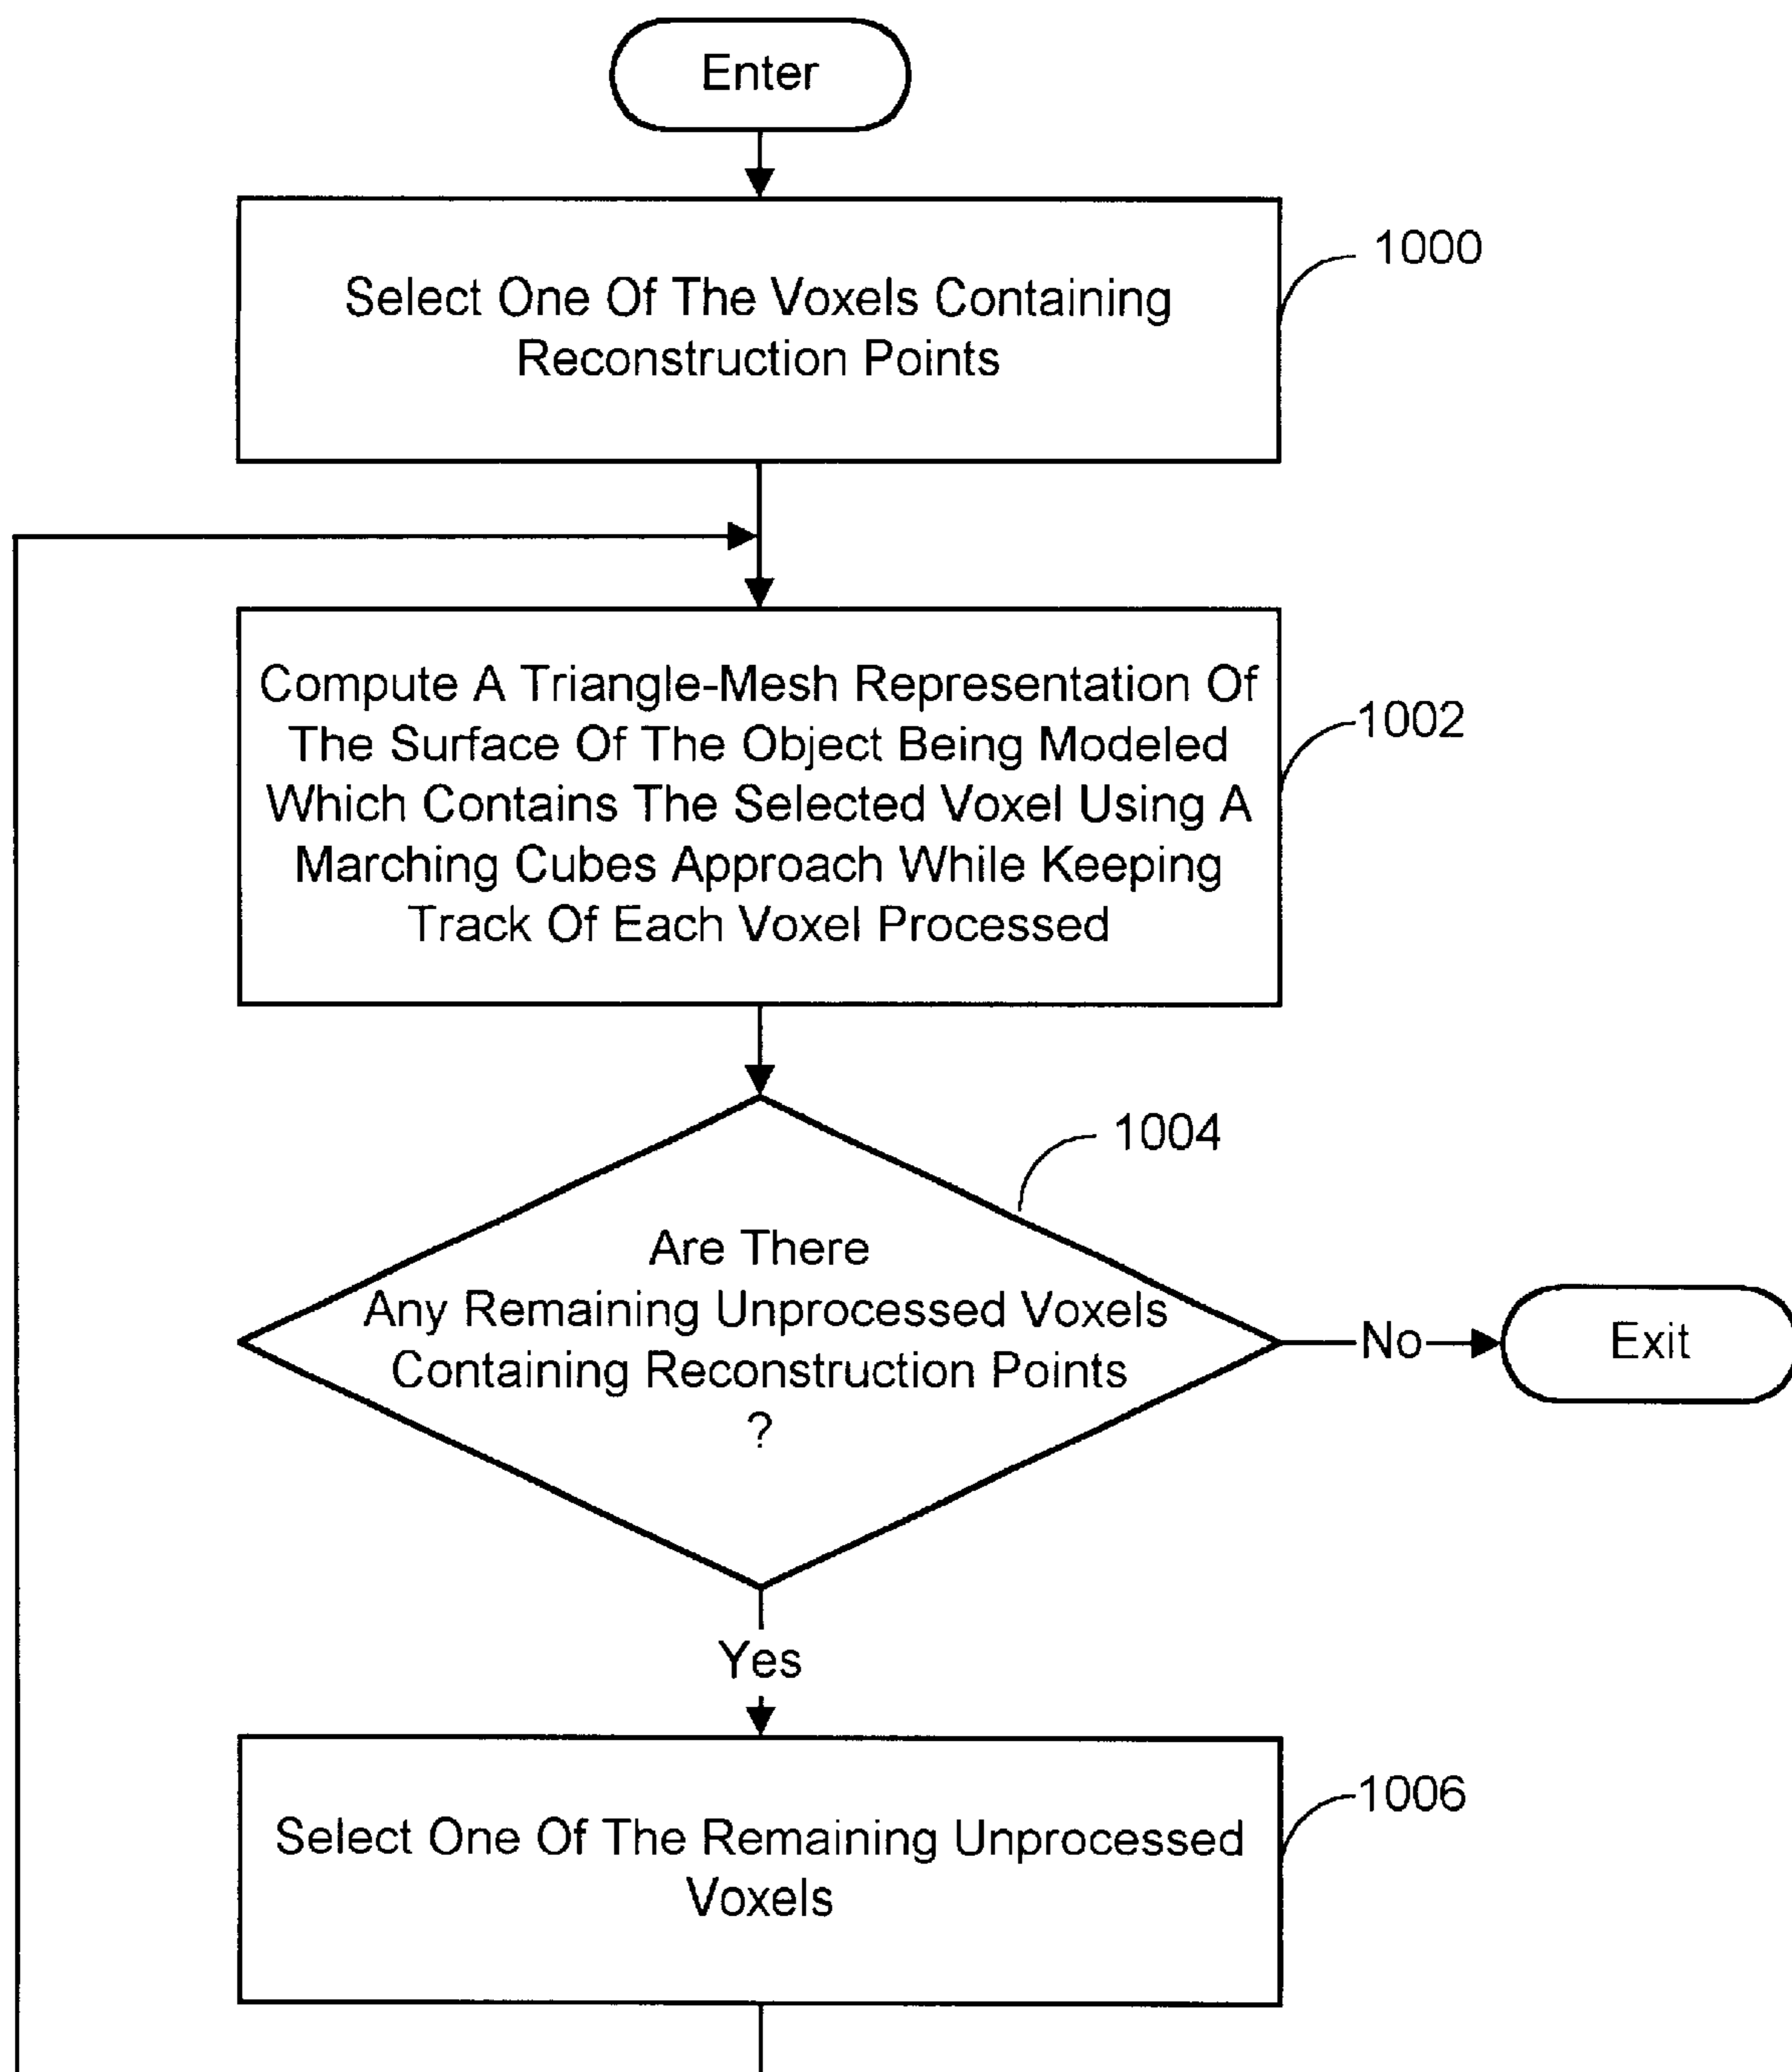 Enter
Select One Of The Voxels Containing
Reconstruction Points
1000
Compute A Triangle-Mesh Representation Of
The Surface Of The Object Being Modeled
Which Contains The Selected Voxel Using A
Marching Cubes Approach While Keeping
Track Of Each Voxel Processed
1002
1004
Are There
Any Remaining Unprocessed Voxels
Containing Reconstruction Points
?
No
Exit
Yes
Select One Of The Remaining Unprocessed
Voxels
1006